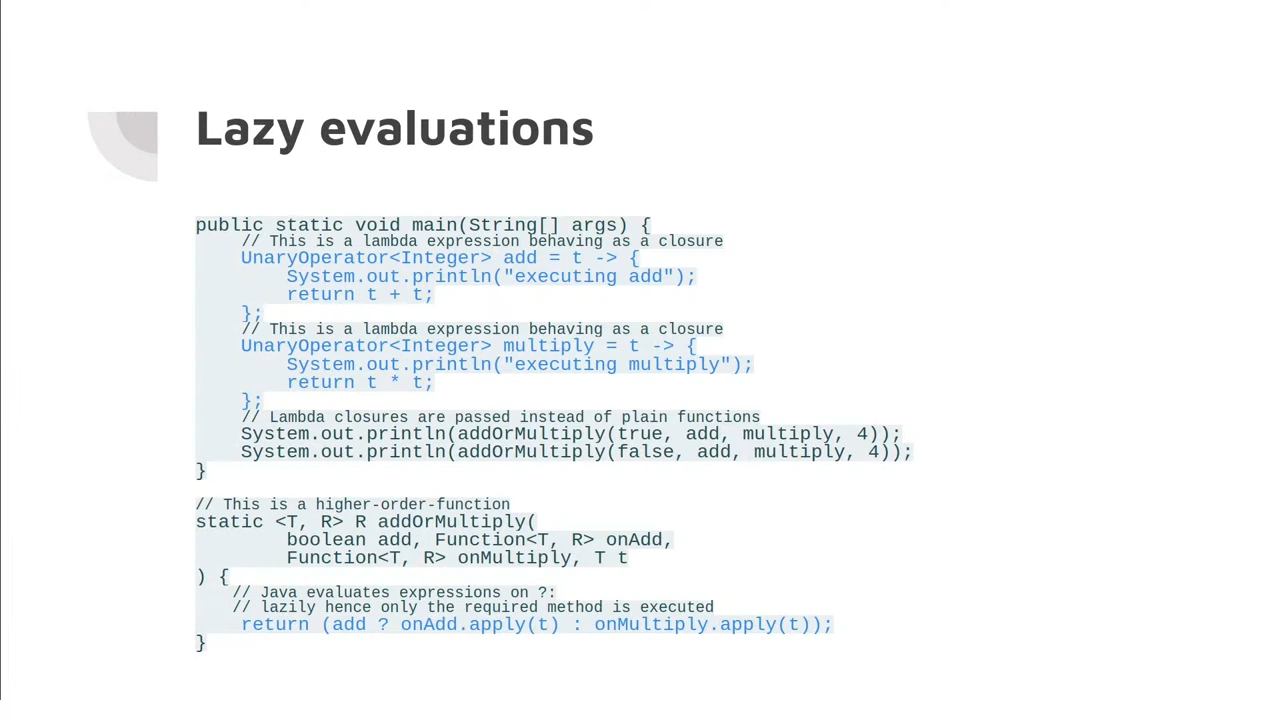 Lazy evaluations
public static void main(String[] args) {
// This is a lambda expression behaving as a closure
UnaryOperator<Integer> add = t -> {
System.out.println("executing add");
return t + t;
};
// This is a lambda expression behaving as a closure
UnaryOperator<Integer> multiply = t -> {
System.out.println("executing multiply");
return t * t;
};
// Lambda closures are passed instead of plain functions
System.out.println(addOrMultiply(true, add, multiply, 4));
System.out.println(addOrMultiply(false, add, multiply, 4));
}
// This is a higher-order-function
static <T, R> R addOrMultiply(
boolean add, Function<T, R> onAdd,
Function<T, R> onMultiply, T t
) {
// Java evaluates expressions on ?:
// lazily hence only the required method is executed
return (add ? onAdd.apply(t) : onMultiply.apply(t));
}